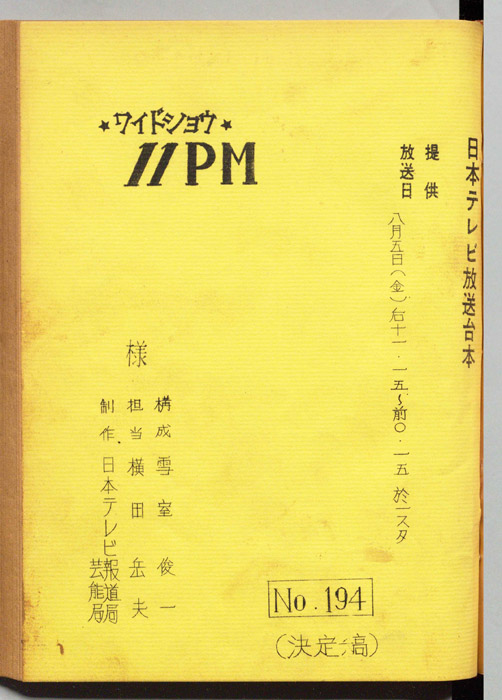 日本テレビ放送台本
提供
放送日
八月五日(金)后十一・一五〜前〇・一五 於一スタ
★ワイドショウ★
11PM
構成 雪室俊一
担当 横田岳夫
制作 日本テレビ 報道局
芸能局
様
No.194
(決定稿)